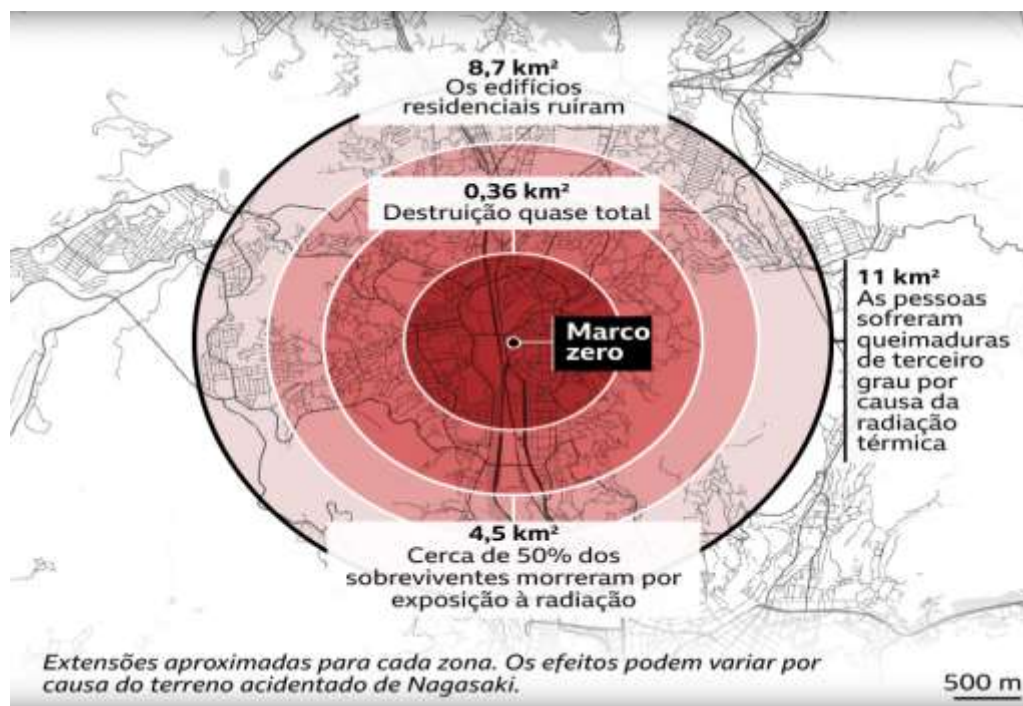 8,7 km²
Os edifícios
residenciais ruíram
0,36 km²
Destruição quase total
Marco
zero
11 km²
As pessoas
sofreram
queimaduras
de terceiro
grau por
causa da
radiação
térmica
4,5 km²
Cerca de 50% dos
sobreviventes morreram por
exposição à radiação
Extensões aproximadas para cada zona. Os efeitos podem variar por
causa do terreno acidentado de Nagasaki.
500 m